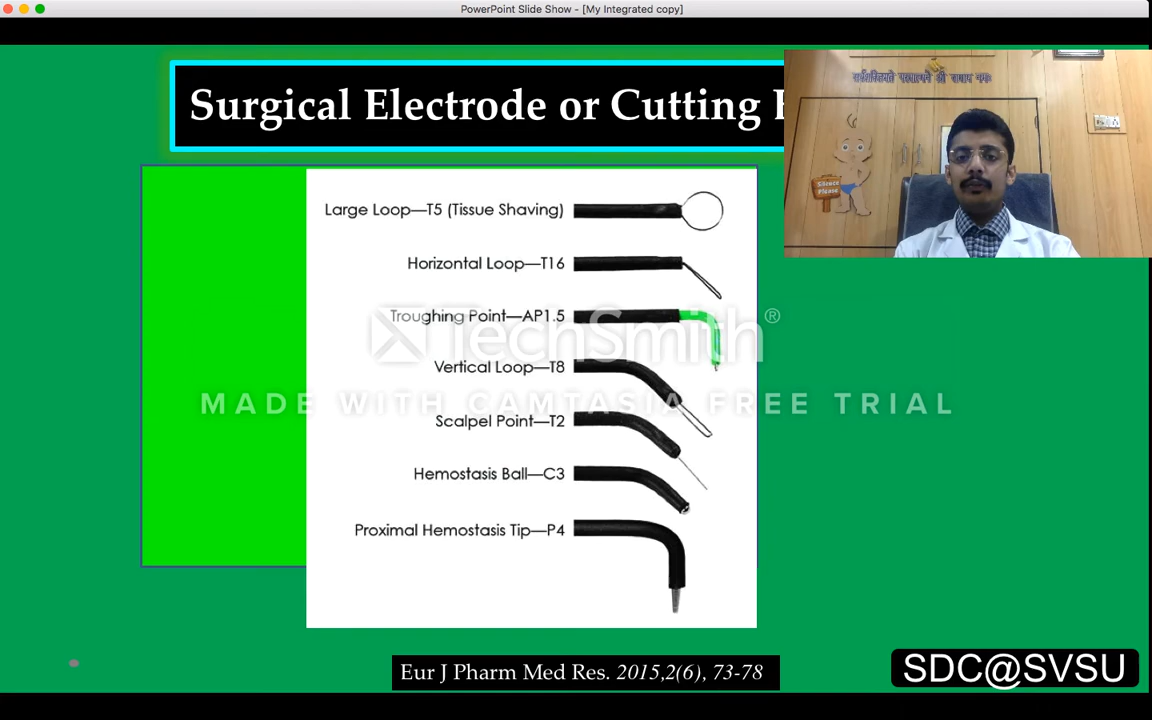 PowerPoint Slide Show - [My Integrated copy]
Surgical Electrode or Cutting
Silence
Please
Large Loop—T5 (Tissue Shaving)
Horizontal Loop—T16
Troughing Point—AP1.5
TechSmith®
Vertical Loop—T8
MADE WITH CAMTASIA FREE TRIAL
Scalpel Point—T2
Hemostasis Ball—C3
Proximal Hemostasis Tip—P4
Eur J Pharm Med Res. 2015,2(6), 73-78
SDC@SVSU